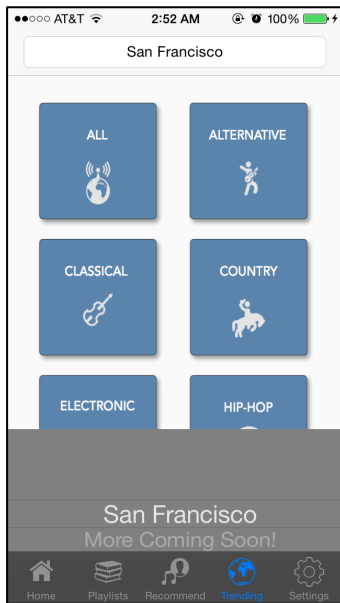 AT&T 2:52 AM 100%
San Francisco
ALL ALTERNATIVE
CLASSICAL COUNTRY
ELECTRONIC HIP-HOP
San Francisco
More Coming Soon!
Home Playlists Recommend Trending Settings